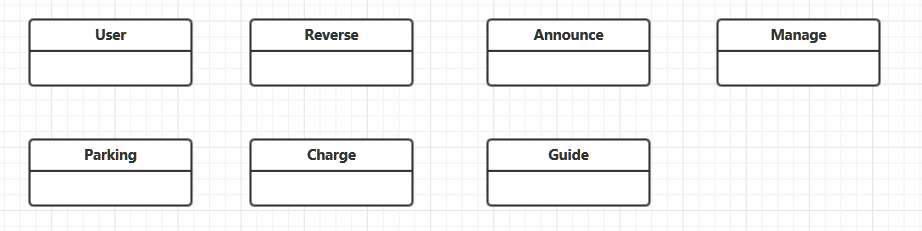 User
Reverse
Announce
Manage
Parking
Charge
Guide